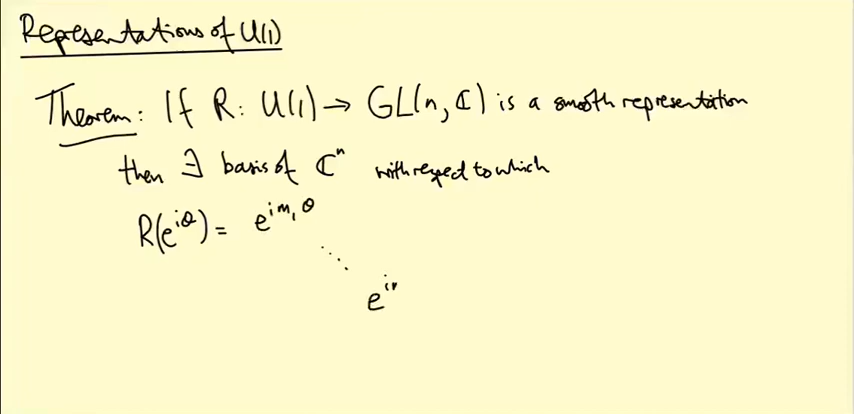 Representations of U(1)
Theorem: If R: U(1) → GL(n, ℂ) is a smooth representation
then ∃ basis of ℂⁿ with respect to which
R(e^{iθ}) = e^{im₁θ}
⋱
e^{i